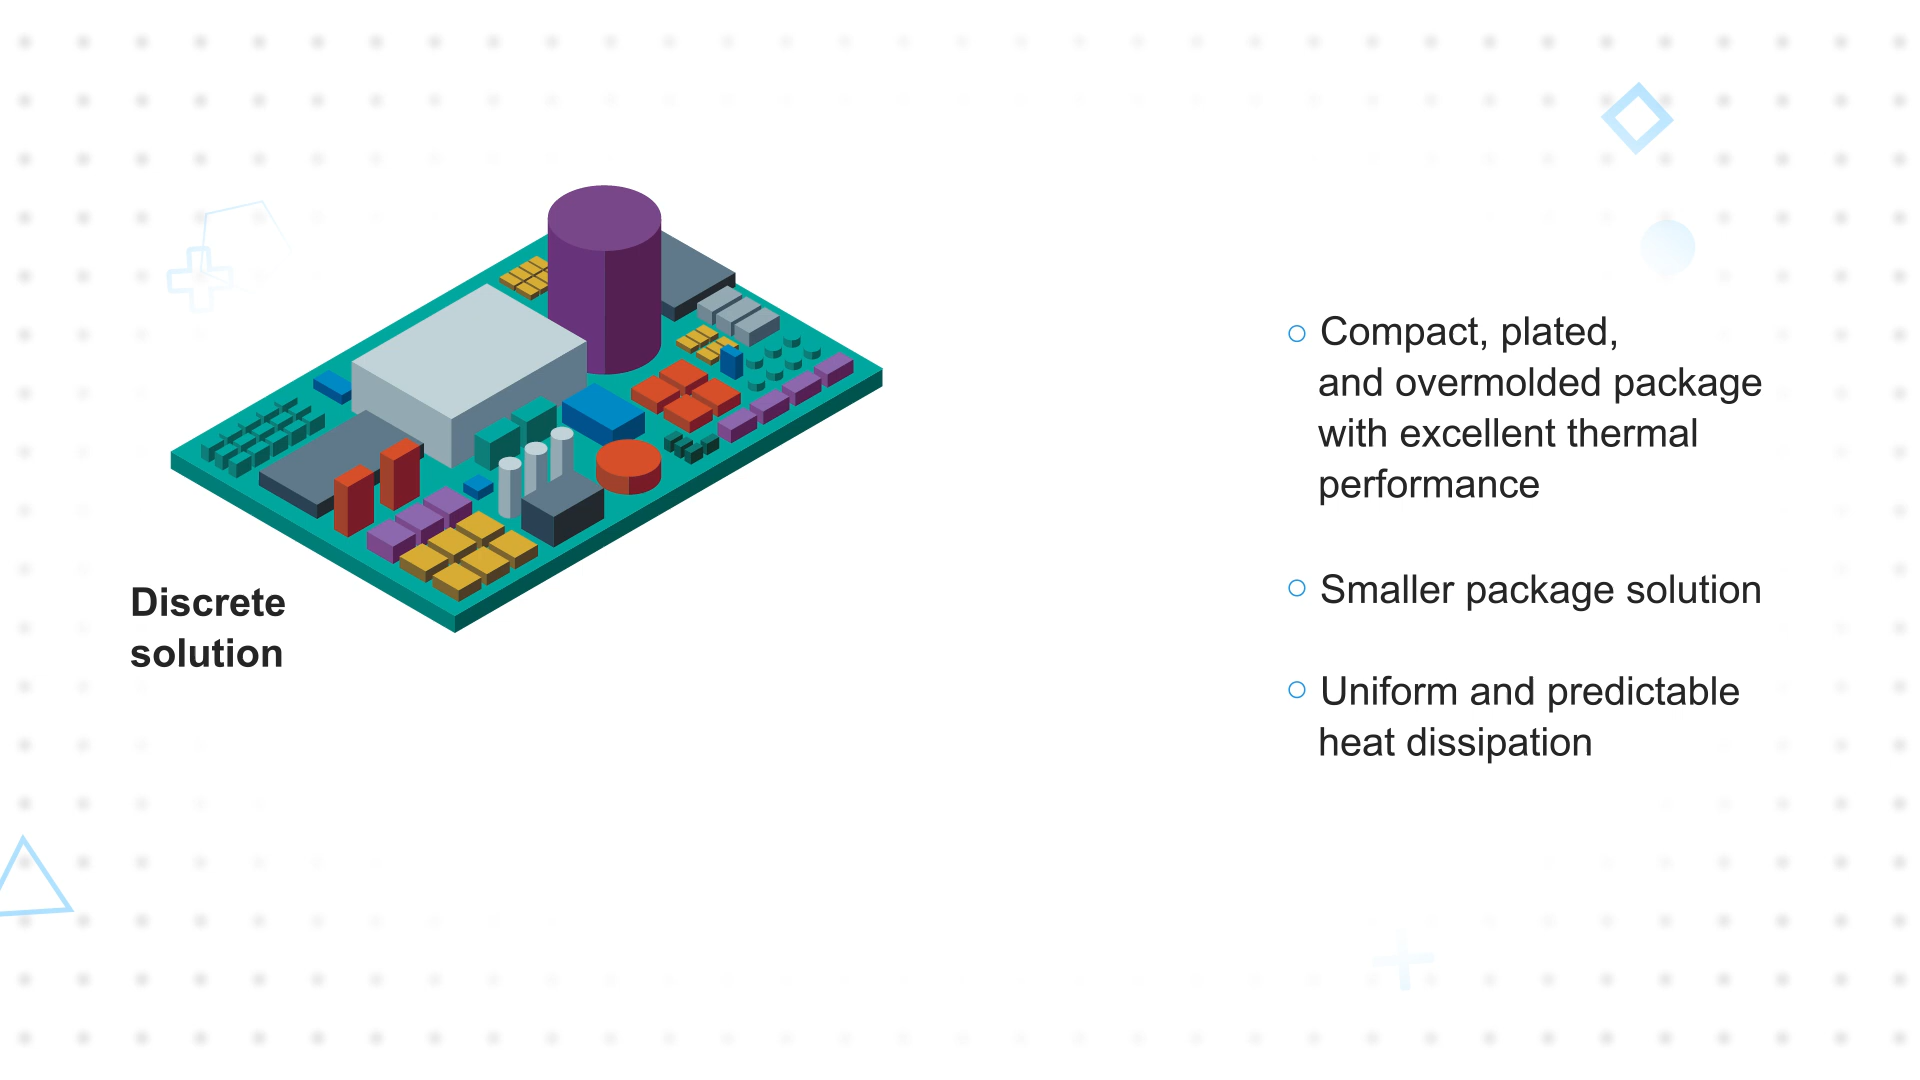 Discrete
solution
Compact, plated,
and overmolded package
with excellent thermal
performance
Smaller package solution
Uniform and predictable
heat dissipation